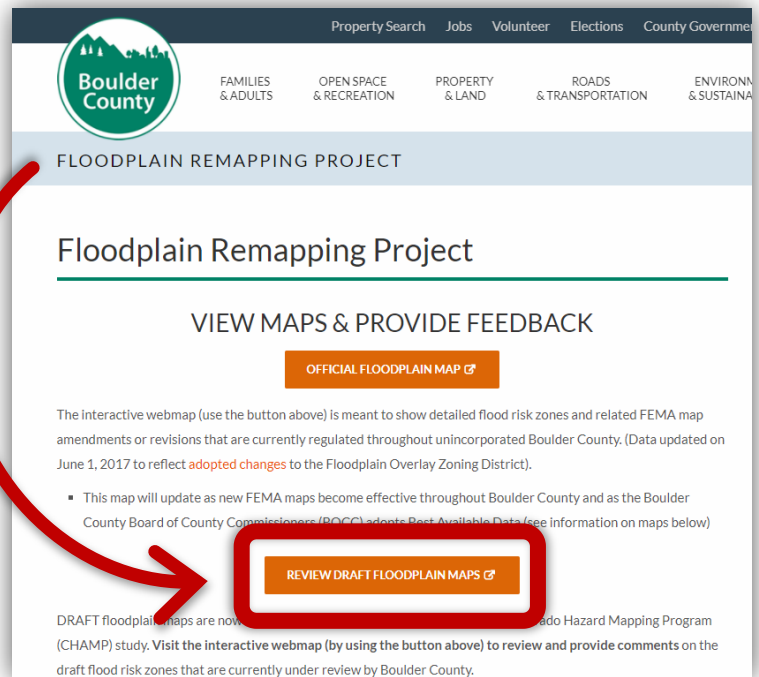 Property Search Jobs Volunteer Elections County
Boulder
County
FAMILIES
& ADULTS
OPEN SPACE
& RECREATION
PROPERTY
& LAND
ROADS
& TRANSPORTATION
FLOODPLAIN REMAPPING PROJECT
Floodplain Remapping Project
VIEW MAPS & PROVIDE FEEDBACK
OFFICIAL FLOODPLAIN MAP
The interactive webmap (use the button above) is meant to show detailed flood risk zones and related FEMA map
amendments or revisions that are currently regulated throughout unincorporated Boulder County. (Data updated on
June 1, 2017 to reflect adopted changes to the Floodplain Overlay Zoning District).
▪ This map will update as new FEMA maps become effective throughout Boulder County and as the Boulder
County Board of County Commissioners (BOCC) adopts Best Available Data (see information on maps below)
REVIEW DRAFT FLOODPLAIN MAPS
DRAFT floodplain maps are now Hazard Mapping Program
(CHAMP) study. Visit the interactive webmap (by using the button above) to review and provide comments on the
draft flood risk zones that are currently under review by Boulder County.